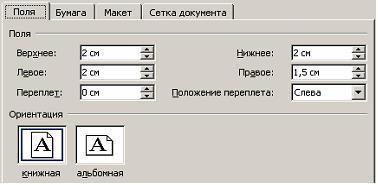 Поля Бумага Макет Сетка документа
Поля
Верхнее: 2 см Нижнее: 2 см
Левое: 2 см Правое: 1,5 см
Переплет: 0 см Положение переплета: Слева
Ориентация
A A
книжная альбомная